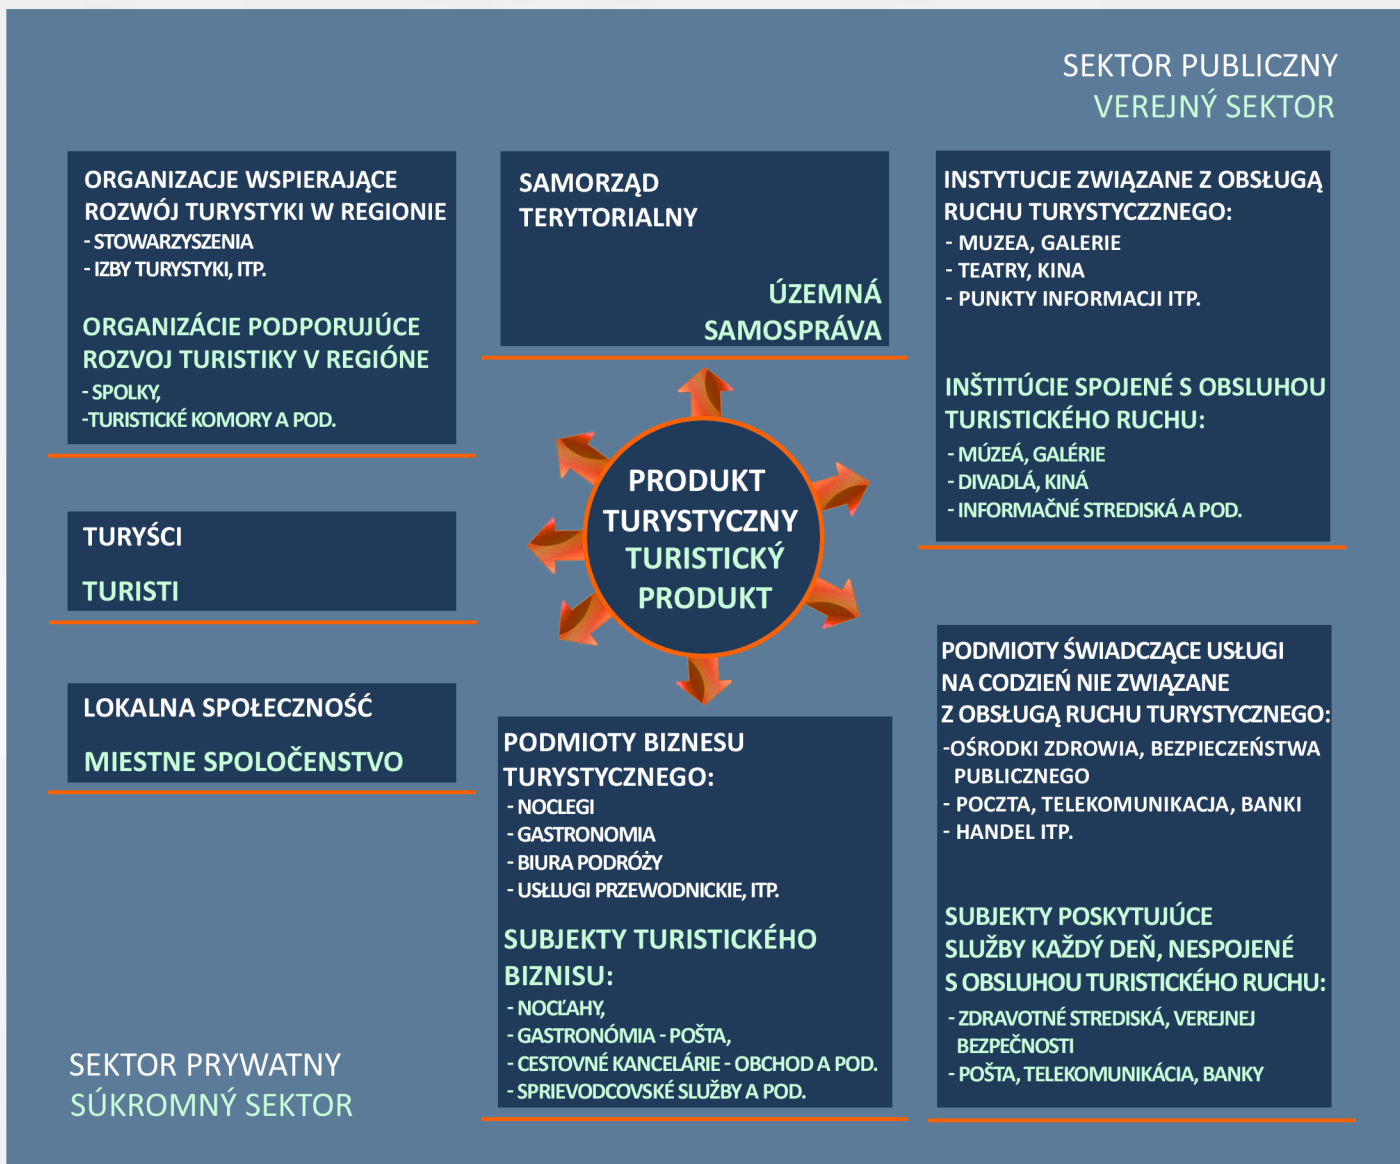 SEKTOR PUBLICZNY
VEREJNÝ SEKTOR
ORGANIZACJE WSPIERAJĄCE
ROZWÓJ TURYSTYKI W REGIONIE
- STOWARZYSZENIA
- IZBY TURYSTYKI, ITP.
ORGANIZÁCIE PODPORUJÚCE
ROZVOJ TURISTIKY V REGIÓNE
- SPOLKY,
-TURISTICKÉ KOMORY A POD.
SAMORZĄD
TERYTORIALNY
ÚZEMNÁ
SAMOSPRÁVA
INSTYTUCJE ZWIĄZANE Z OBSŁUGĄ
RUCHU TURYSTYCZZNEGO:
- MUZEA, GALERIE
- TEATRY, KINA
- PUNKTY INFORMACJI ITP.
INŠTITÚCIE SPOJENÉ S OBSLUHOU
TURISTICKÉHO RUCHU:
- MÚZEÁ, GALÉRIE
- DIVADLÁ, KINÁ
- INFORMAČNÉ STREDISKÁ A POD.
PRODUKT
TURYSTYCZNY
TURISTICKÝ
PRODUKT
TURYŚCI
TURISTI
LOKALNA SPOŁECZNOŚĆ
MIESTNE SPOLOČENSTVO
PODMIOTY BIZNESU
TURYSTYCZNEGO:
- NOCLEGI
- GASTRONOMIA
- BIURA PODRÓŻY
- USŁLUGI PRZEWODNICKIE, ITP.
SUBJEKTY TURISTICKÉHO
BIZNISU:
- NOCĽAHY,
- GASTRONÓMIA - POŠTA,
- CESTOVNÉ KANCELÁRIE - OBCHOD A POD.
- SPRIEVODCOVSKÉ SLUŽBY A POD.
PODMIOTY ŚWIADCZĄCE USŁUGI
NA CODZIEŃ NIE ZWIĄZANE
Z OBSŁUGĄ RUCHU TURYSTYCZNEGO:
-OŚRODKI ZDROWIA, BEZPIECZEŃSTWA
PUBLICZNEGO
- POCZTA, TELEKOMUNIKACJA, BANKI
- HANDEL ITP.
SUBJEKTY POSKYTUJÚCE
SLUŽBY KAŽDÝ DEŇ, NESPOJENÉ
S OBSLUHOU TURISTICKÉHO RUCHU:
- ZDRAVOTNÉ STREDISKÁ, VEREJNEJ
BEZPEČNOSTI
- POŠTA, TELEKOMUNIKÁCIA, BANKY
SEKTOR PRYWATNY
SÚKROMNÝ SEKTOR